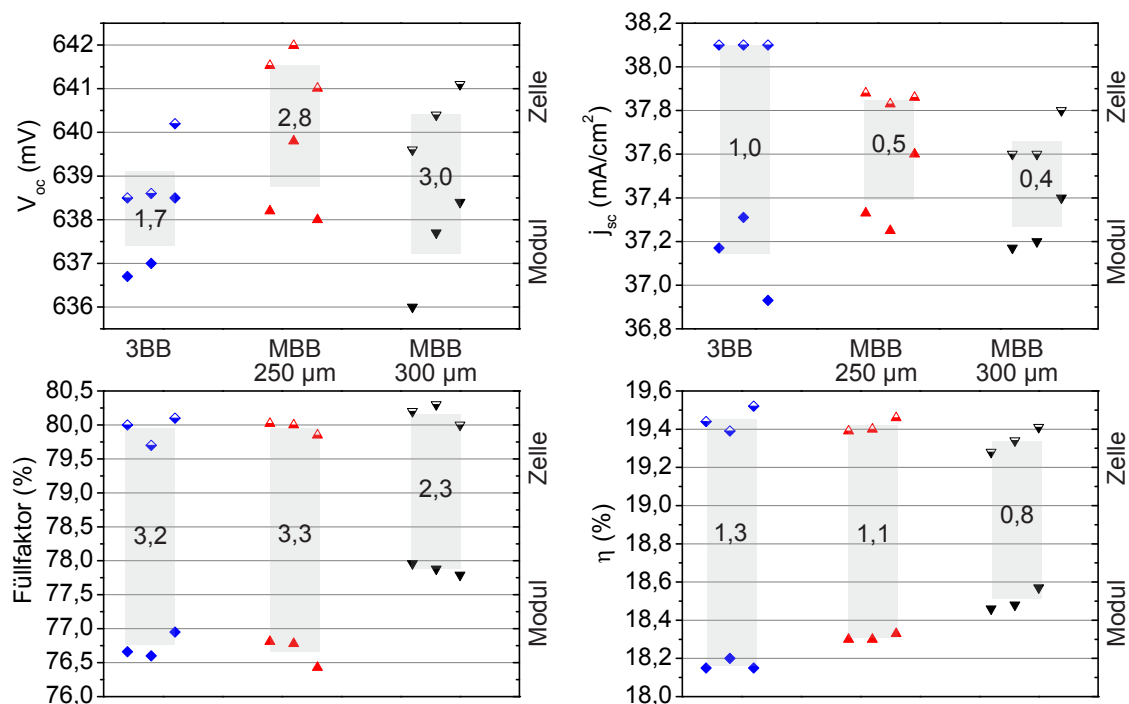 642
641
640
639
638
637
636
V_oc (mV)
2,8
3,0
1,7
Zelle
Modul
3BB
MBB
250 µm
MBB
300 µm
38,2
38,0
37,8
37,6
37,4
37,2
37,0
36,8
j_sc (mA/cm²)
1,0
0,5
0,4
Zelle
Modul
3BB
MBB
250 µm
MBB
300 µm
80,5
80,0
79,5
79,0
78,5
78,0
77,5
77,0
76,5
76,0
Füllfaktor (%)
3,2
3,3
2,3
Zelle
Modul
19,6
19,4
19,2
19,0
18,8
18,6
18,4
18,2
18,0
η (%)
1,3
1,1
0,8
Zelle
Modul